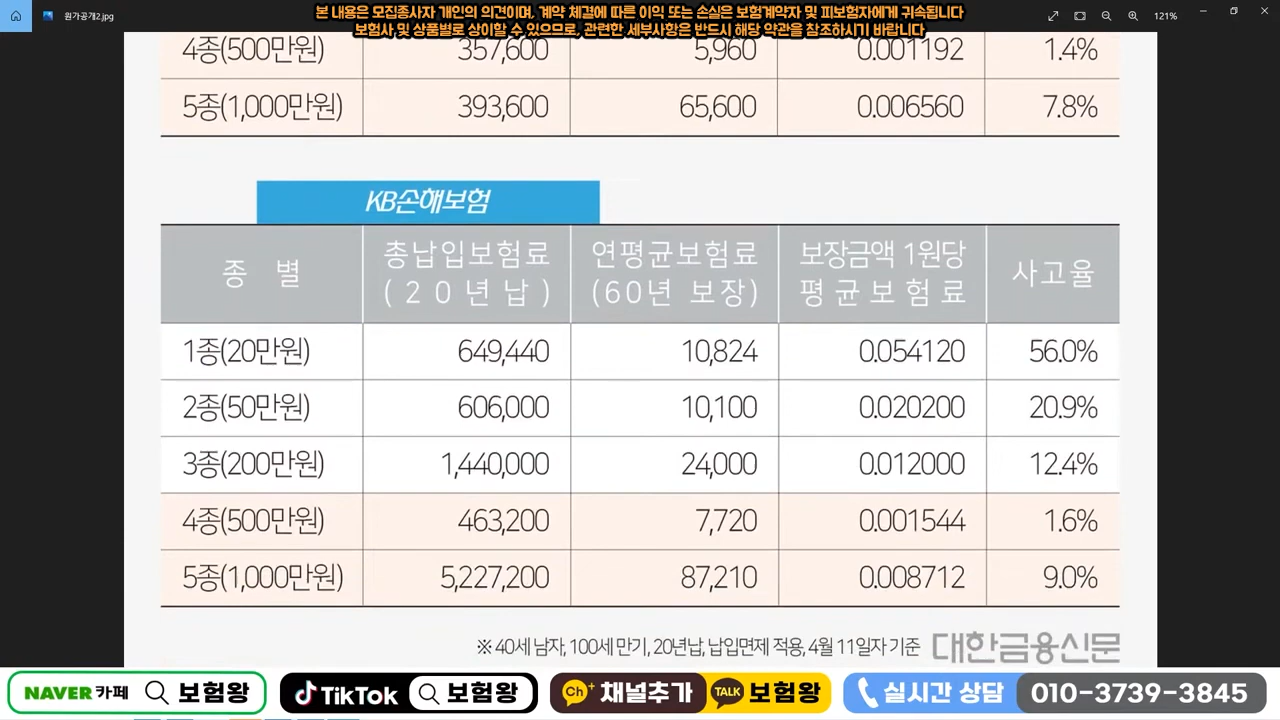 원가공개2.jpg
본 내용은 모집종사자 개인의 의견이며, 계약 체결에 따른 이익 또는 손실은 보험계약자 및 피보험자에게 귀속됩니다
121%
보험사 및 상품별로 상이할 수 있으므로, 관련한 세부사항은 반드시 해당 약관을 참조하시기 바랍니다
4종(500만원) 357,600 5,960 0.001192 1.4%
5종(1,000만원) 393,600 65,600 0.006560 7.8%
KB손해보험
종 별 총납입보험료 (20년납) 연평균보험료 (60년 보장) 보장금액 1원당 평균보험료 사고율
1종(20만원) 649,440 10,824 0.054120 56.0%
2종(50만원) 606,000 10,100 0.020200 20.9%
3종(200만원) 1,440,000 24,000 0.012000 12.4%
4종(500만원) 463,200 7,720 0.001544 1.6%
5종(1,000만원) 5,227,200 87,210 0.008712 9.0%
※ 40세 남자, 100세 만기, 20년납, 납입면제 적용, 4월 11일자 기준
대한금융신문
NAVER 카페 보험왕
TikTok 보험왕
Ch+ 채널추가 TALK 보험왕
실시간 상담 010-3739-3845